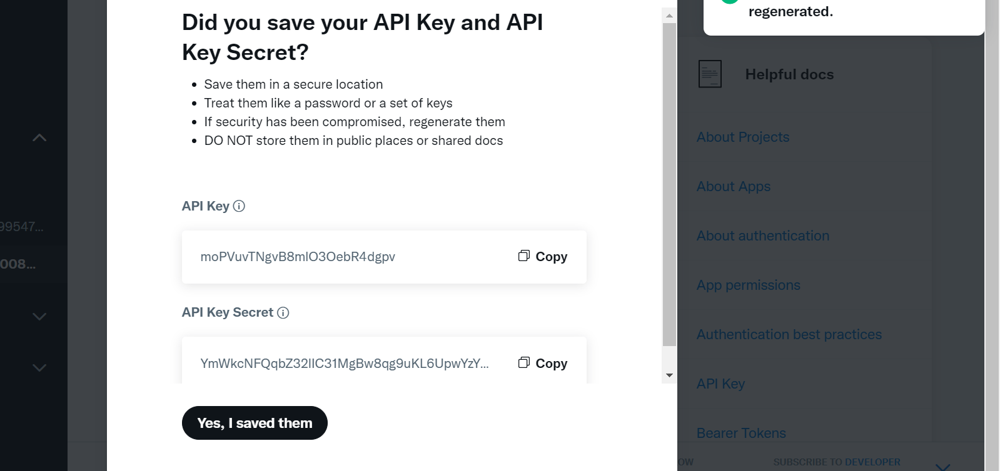 Did you save your API Key and API
Key Secret?
Save them in a secure location
Treat them like a password or a set of keys
If security has been compromised, regenerate them
DO NOT store them in public places or shared docs
API Key
moPVuvTNgvB8mlO3OebR4dgpv
Copy
API Key Secret
YmWkcNFQqbZ32lIC31MgBw8qg9uKL6UpwYzY...
Copy
Yes, I saved them
regenerated.
Helpful docs
About Projects
About Apps
About authentication
App permissions
Authentication best practices
API Key
Bearer Tokens
SUBSCRIBE TO DEVELOPER
99547...
008...
OW